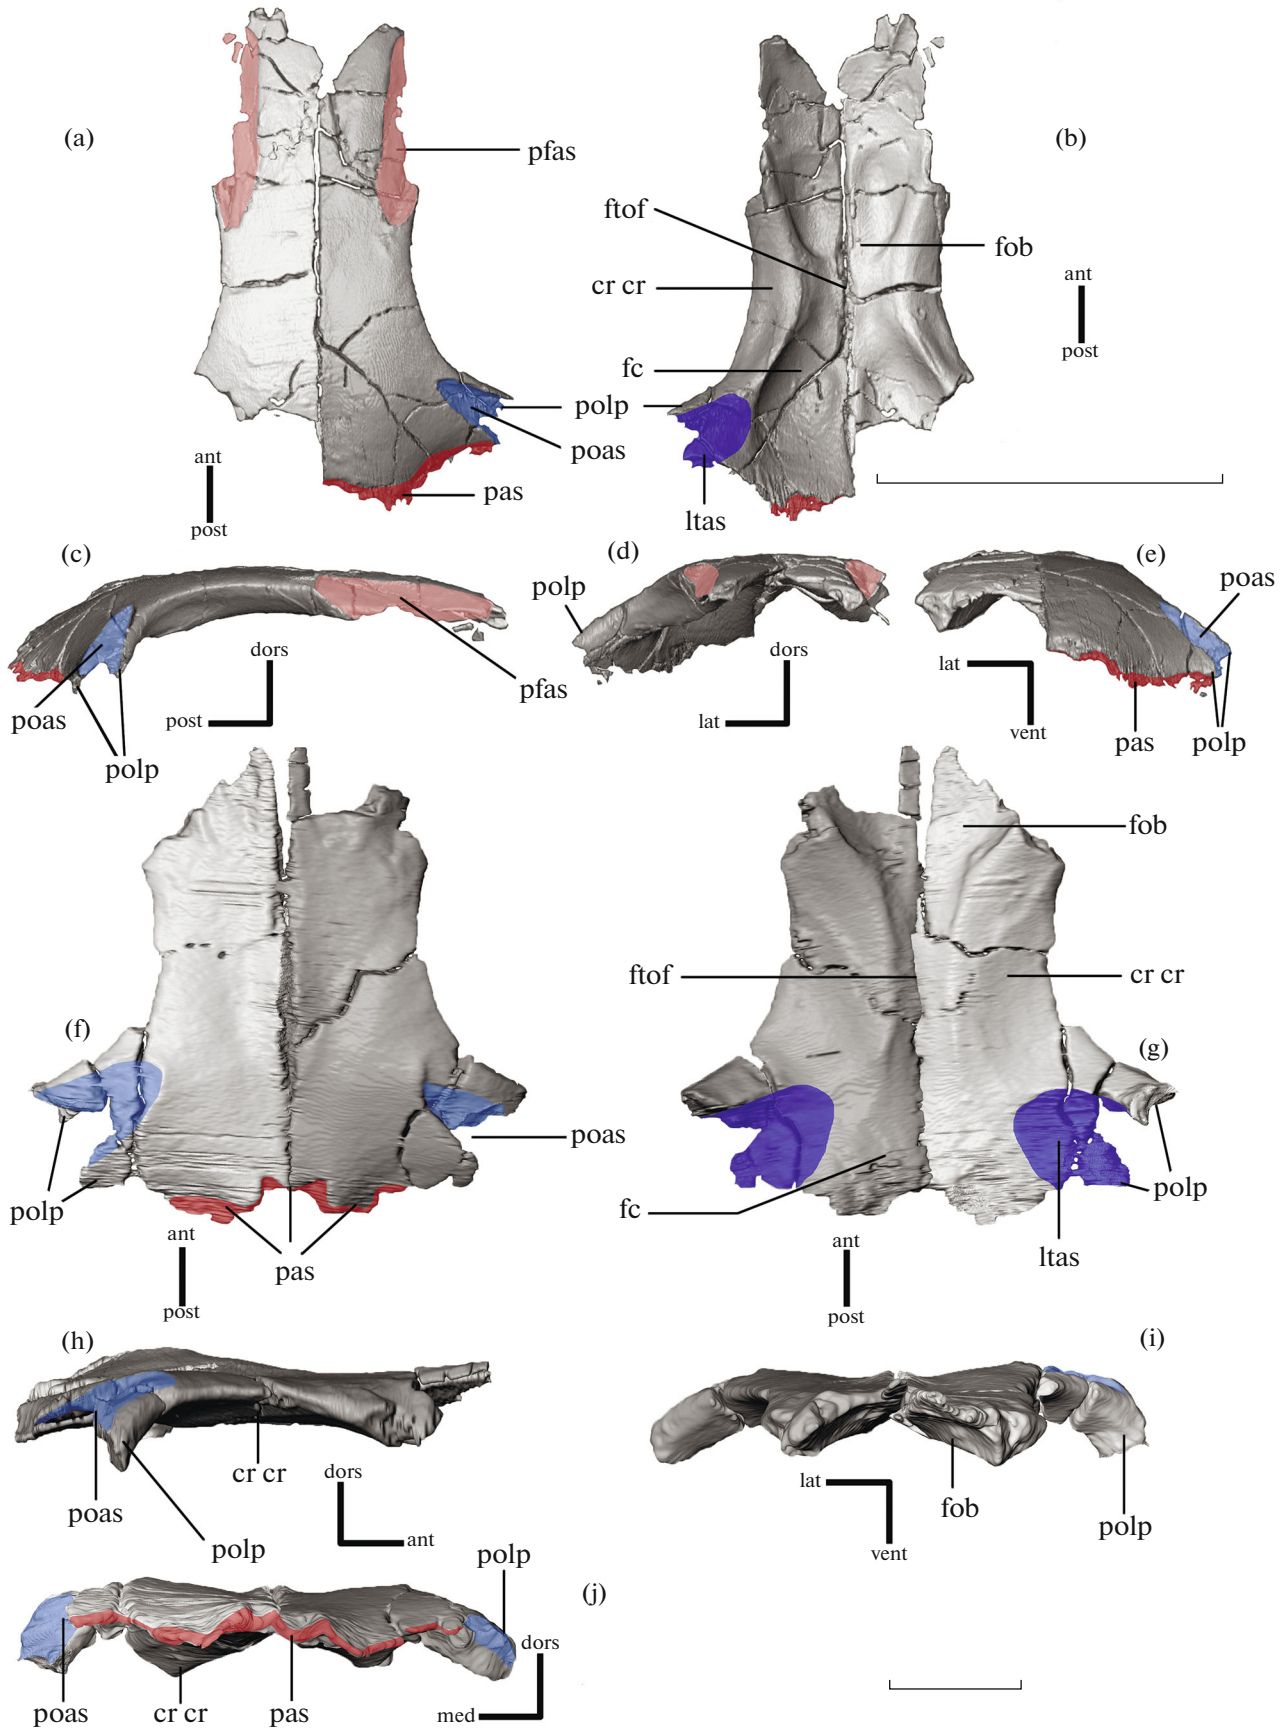 (a)
pfas
(b)
ftof
fob
cr cr
ant
post
fc
polp
poas
ant
post
pas
ltas
(c)
(d)
(e)
polp
poas
dors
dors
lat
poas
post
pfas
lat
vent
pas
polp
polp
fob
ftof
cr cr
(f)
(g)
poas
polp
polp
fc
ant
post
pas
ant
post
ltas
(h)
(i)
cr cr
dors
lat
poas
ant
fob
polp
polp
vent
polp
(j)
dors
poas
cr cr
pas
med